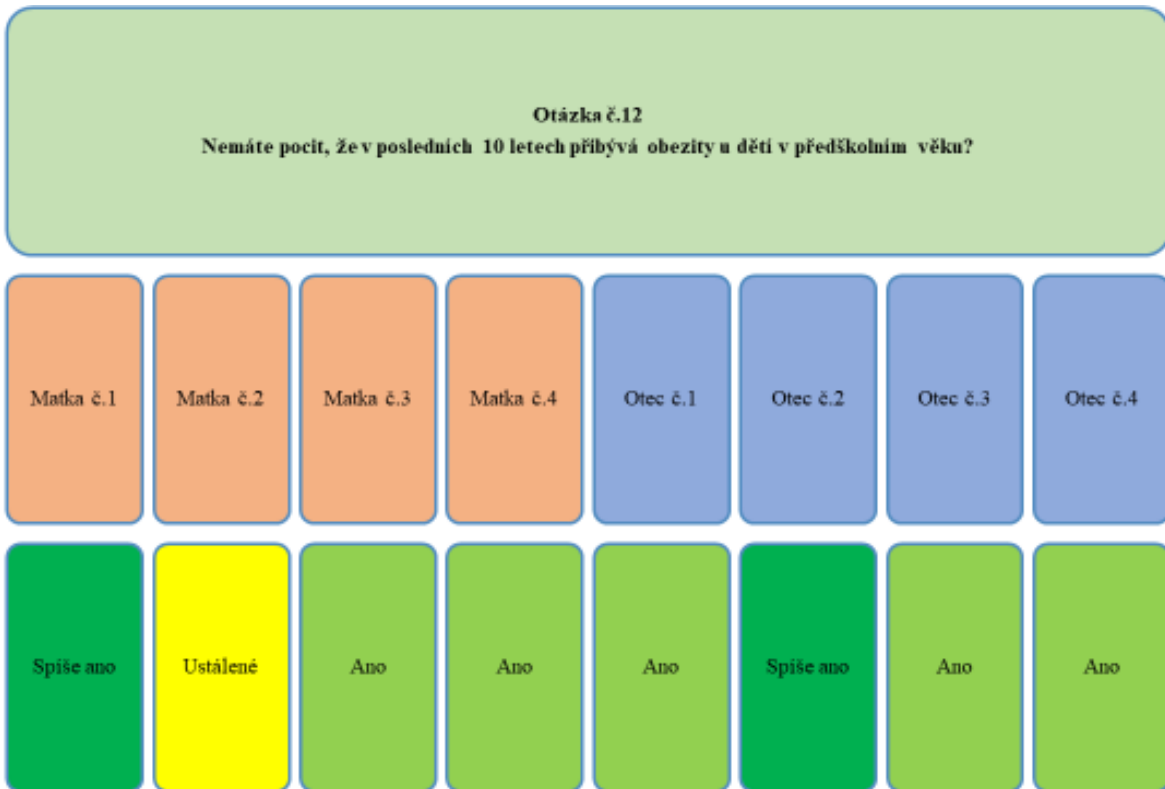 Otázka č.12
Nemáte pocit, že v posledních 10 letech přibývá obezity u dětí v předškolním věku?
Matka č.1 Matka č.2 Matka č.3 Matka č.4 Otec č.1 Otec č.2 Otec č.3 Otec č.4
Spíše ano Ustálené Ano Ano Ano Spíše ano Ano Ano